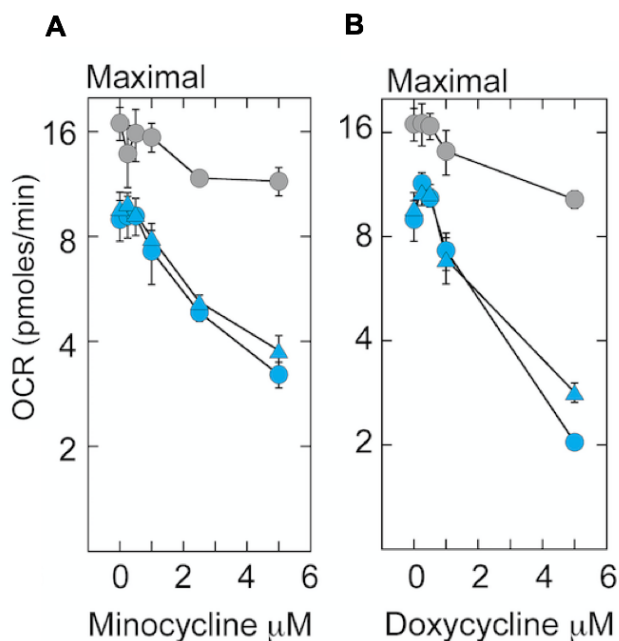 A
B
Maximal
Maximal
16
16
8
8
4
4
2
2
OCR (pmoles/min)
0 2 4 6
0 2 4 6
Minocycline μM
Doxycycline μM